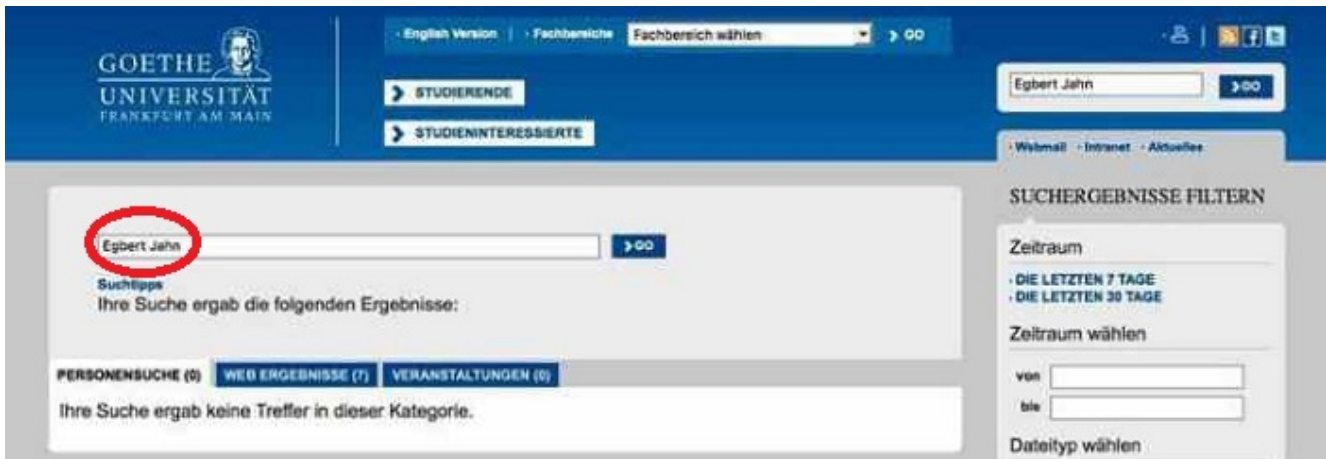 GOETHE
UNIVERSITÄT
FRANKFURT AM MAIN
· English Version | · Fachbereiche Fachbereich wählen GO
STUDIERENDE
STUDIENINTERESSIERTE
Egbert Jahn GO
· Webmail · Intranet · Aktuelles
Egbert Jahn GO
Suchtipps
Ihre Suche ergab die folgenden Ergebnisse:
PERSONENSUCHE (0) WEB ERGEBNISSE (7) VERANSTALTUNGEN (0)
Ihre Suche ergab keine Treffer in dieser Kategorie.
SUCHERGEBNISSE FILTERN
Zeitraum
· DIE LETZTEN 7 TAGE
· DIE LETZTEN 30 TAGE
Zeitraum wählen
von
bis
Dateityp wählen